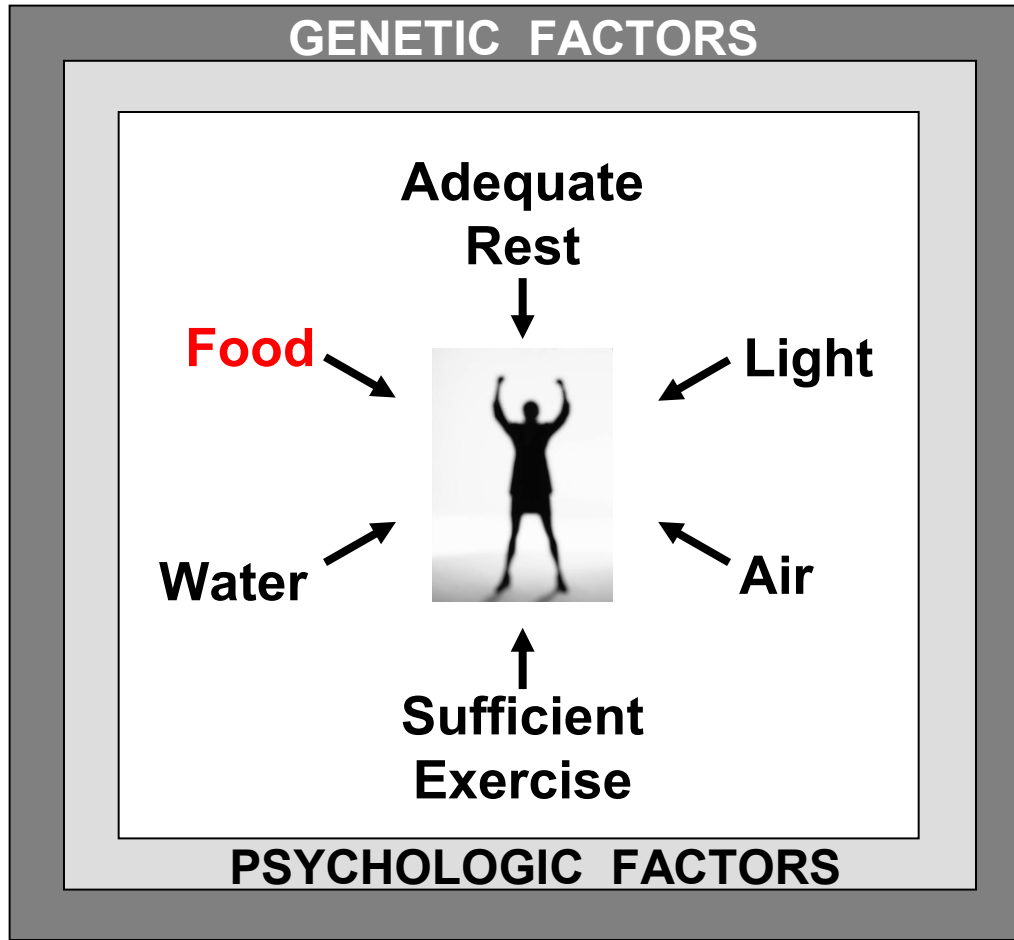 GENETIC FACTORS
Adequate
Rest
Food
Light
Water
Air
Sufficient
Exercise
PSYCHOLOGIC FACTORS